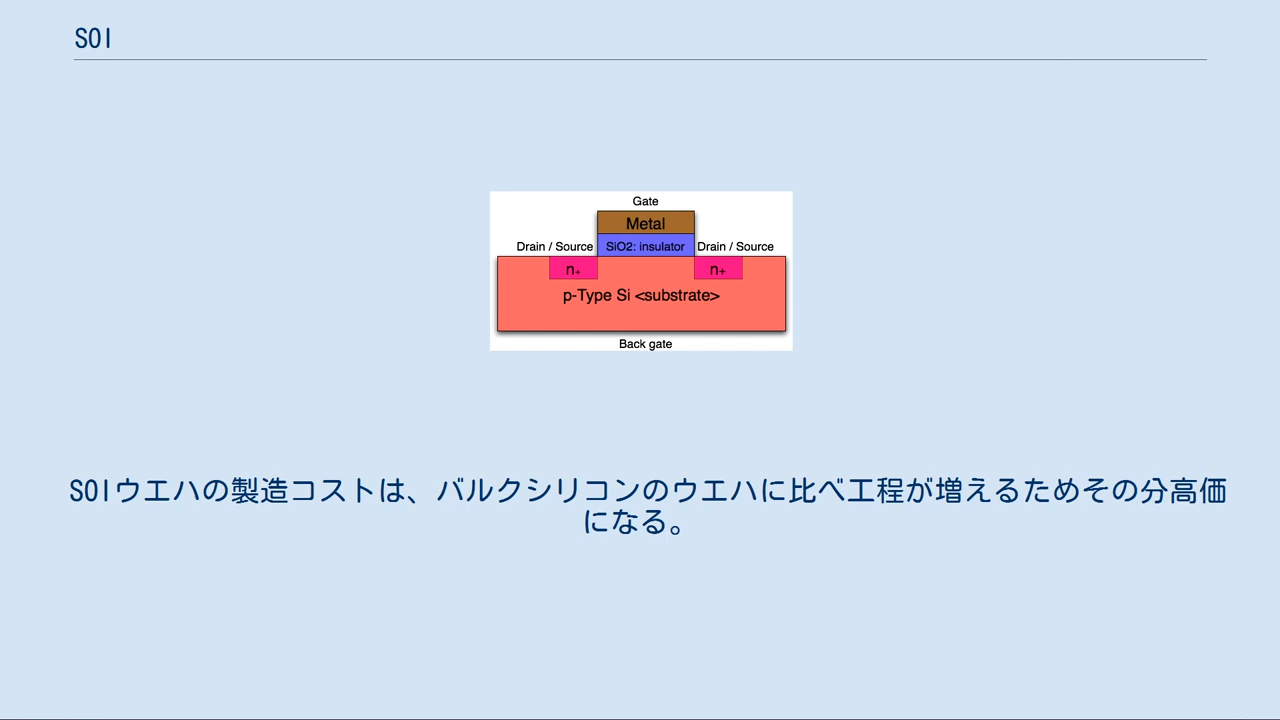 SOI
Gate
Metal
Drain / Source SiO2: insulator Drain / Source
n+ n+
p-Type Si <substrate>
Back gate
SOIウエハの製造コストは、バルクシリコンのウエハに比べ工程が増えるためその分高価
になる。